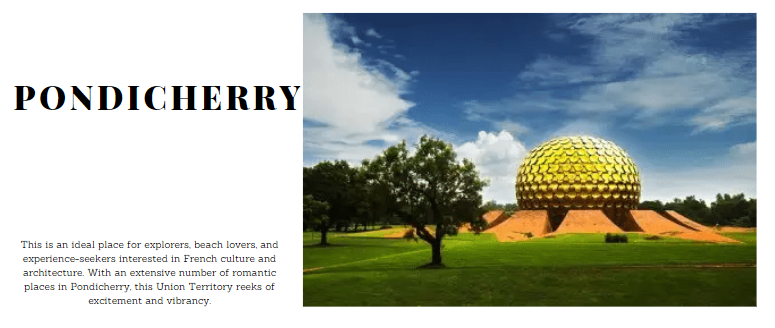 PONDICHERRY
This is an ideal place for explorers, beach lovers, and
experience-seekers interested in French culture and
architecture. With an extensive number of romantic
places in Pondicherry, this Union Territory reeks of
excitement and vibrancy.